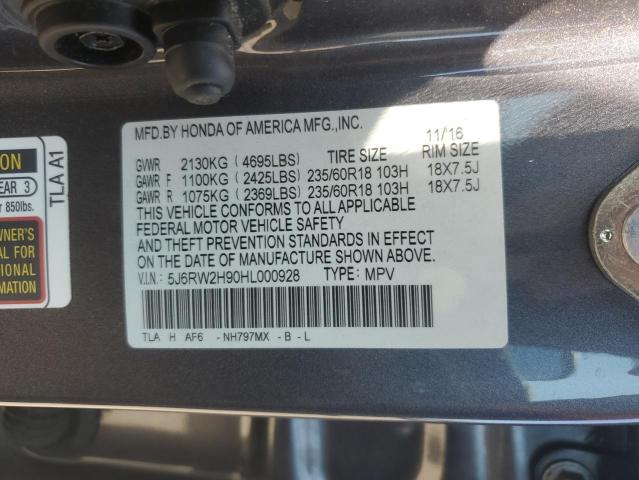 MFD.BY HONDA OF AMERICA MFG.,INC. 11/16
GVWR 2130KG (4695LBS) TIRE SIZE RIM SIZE
GAWR F 1100KG (2425LBS) 235/60R18 103H 18X7.5J
GAWR R 1075KG (2369LBS) 235/60R18 103H 18X7.5J
THIS VEHICLE CONFORMS TO ALL APPLICABLE
FEDERAL MOTOR VEHICLE SAFETY
AND THEFT PREVENTION STANDARDS IN EFFECT
ON THE DATE OF MANUFACTURE SHOWN ABOVE.
V.I.N.: 5J6RW2H90HL000928 TYPE: MPV
TLA H AF6 - NH797MX - B - L
TLA A1
ION
EAR 3
r 850lbs.
WNER'S
AL FOR
TIONAL
RMATION